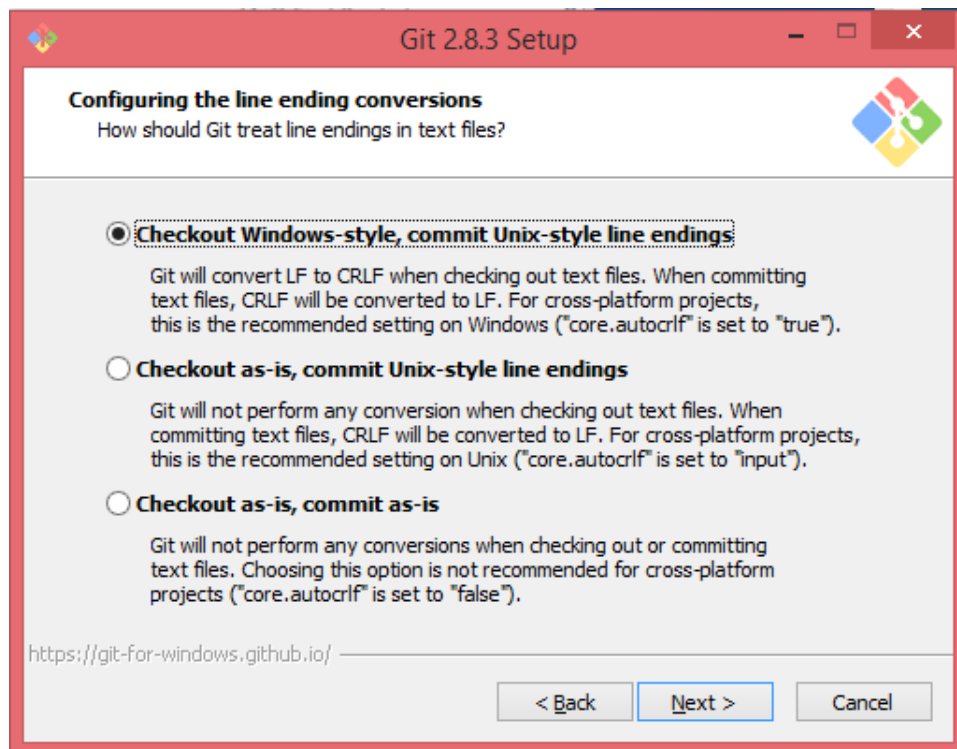 Git 2.8.3 Setup
Configuring the line ending conversions
How should Git treat line endings in text files?
Checkout Windows-style, commit Unix-style line endings
Git will convert LF to CRLF when checking out text files. When committing
text files, CRLF will be converted to LF. For cross-platform projects,
this is the recommended setting on Windows ("core.autocrlf" is set to "true").
Checkout as-is, commit Unix-style line endings
Git will not perform any conversion when checking out text files. When
committing text files, CRLF will be converted to LF. For cross-platform projects,
this is the recommended setting on Unix ("core.autocrlf" is set to "input").
Checkout as-is, commit as-is
Git will not perform any conversions when checking out or committing
text files. Choosing this option is not recommended for cross-platform
projects ("core.autocrlf" is set to "false").
https://git-for-windows.github.io/
< Back Next > Cancel